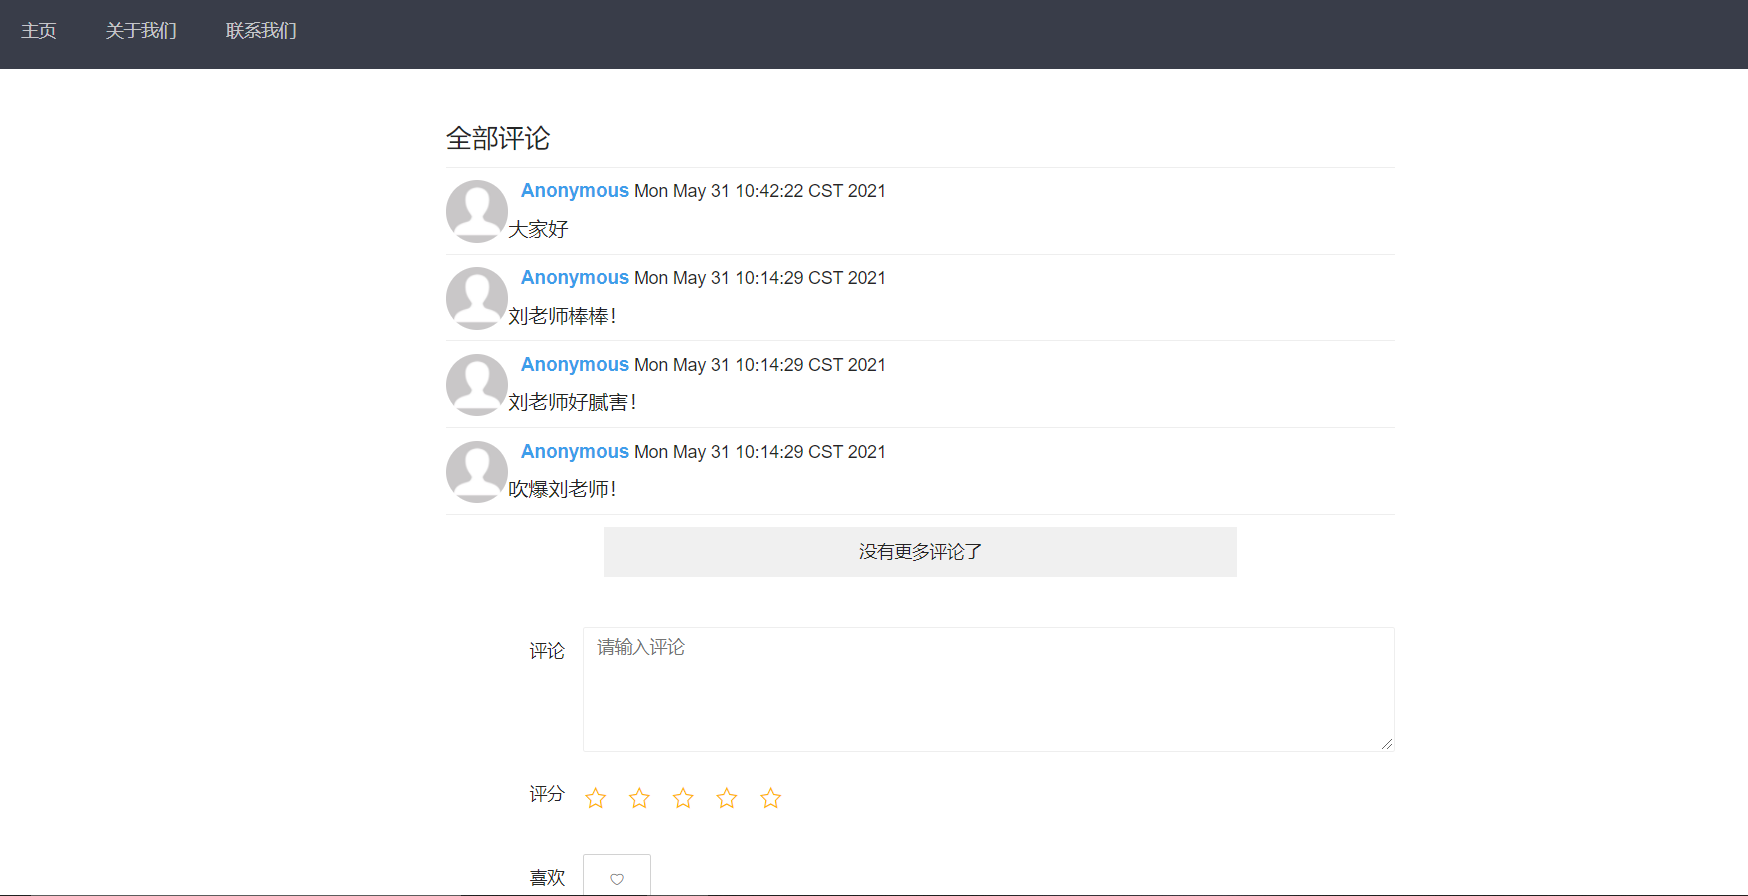 主页 关于我们 联系我们
全部评论
Anonymous Mon May 31 10:42:22 CST 2021
大家好
Anonymous Mon May 31 10:14:29 CST 2021
刘老师棒棒！
Anonymous Mon May 31 10:14:29 CST 2021
刘老师好腻害！
Anonymous Mon May 31 10:14:29 CST 2021
吹爆刘老师！
没有更多评论了
评论 请输入评论
评分
喜欢